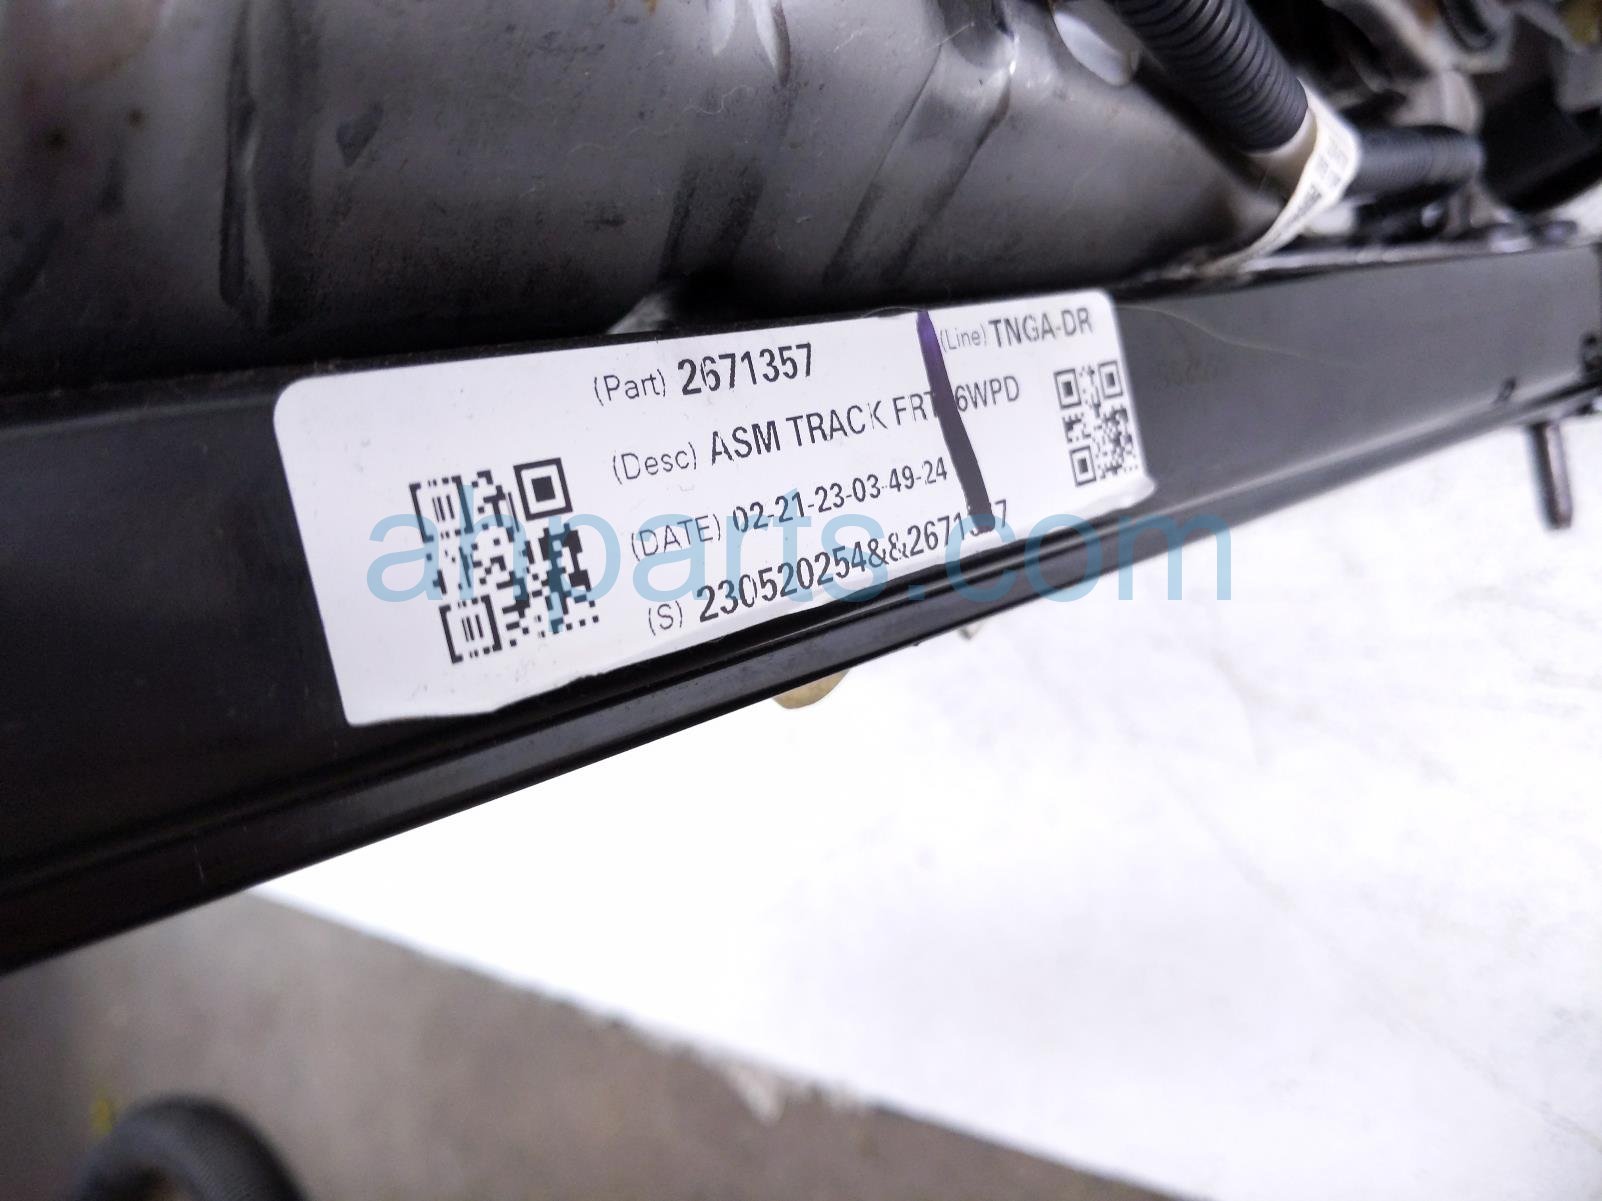 (Part) 2671357 (Line) TNGA-DR
(Desc) ASM TRACK FRT 6WPD
(DATE) 02-21-23-03-49-24
(S) 230520254&&2671357
ahparts.com